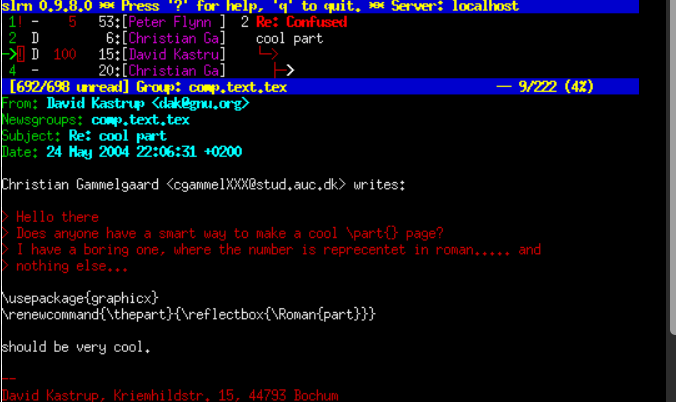 slrn 0.9.8.0 ** Press '?' for help, 'q' to quit. ** Server: localhost
1! - 5 53:[Peter Flynn ] 2 Re: Confused
2 D 6:[Christian Ga] cool part
->D 100 15:[David Kastru] └─>
4 - 20:[Christian Ga] ├─>
[692/698 unread] Group: comp.text.tex -- 9/222 (4%)
From: David Kastrup <dak@gnu.org>
Newsgroups: comp.text.tex
Subject: Re: cool part
Date: 24 May 2004 22:06:31 +0200
Christian Gammelgaard <cgammelXXX@stud.auc.dk> writes:
> Hello there
> Does anyone have a smart way to make a cool \part{} page?
> I have a boring one, where the number is reprecentet in roman..... and
> nothing else...
\usepackage{graphicx}
\renewcommand{\thepart}{\reflectbox{\Roman{part}}}
should be very cool.
--
David Kastrup, Kriemhildstr. 15, 44793 Bochum